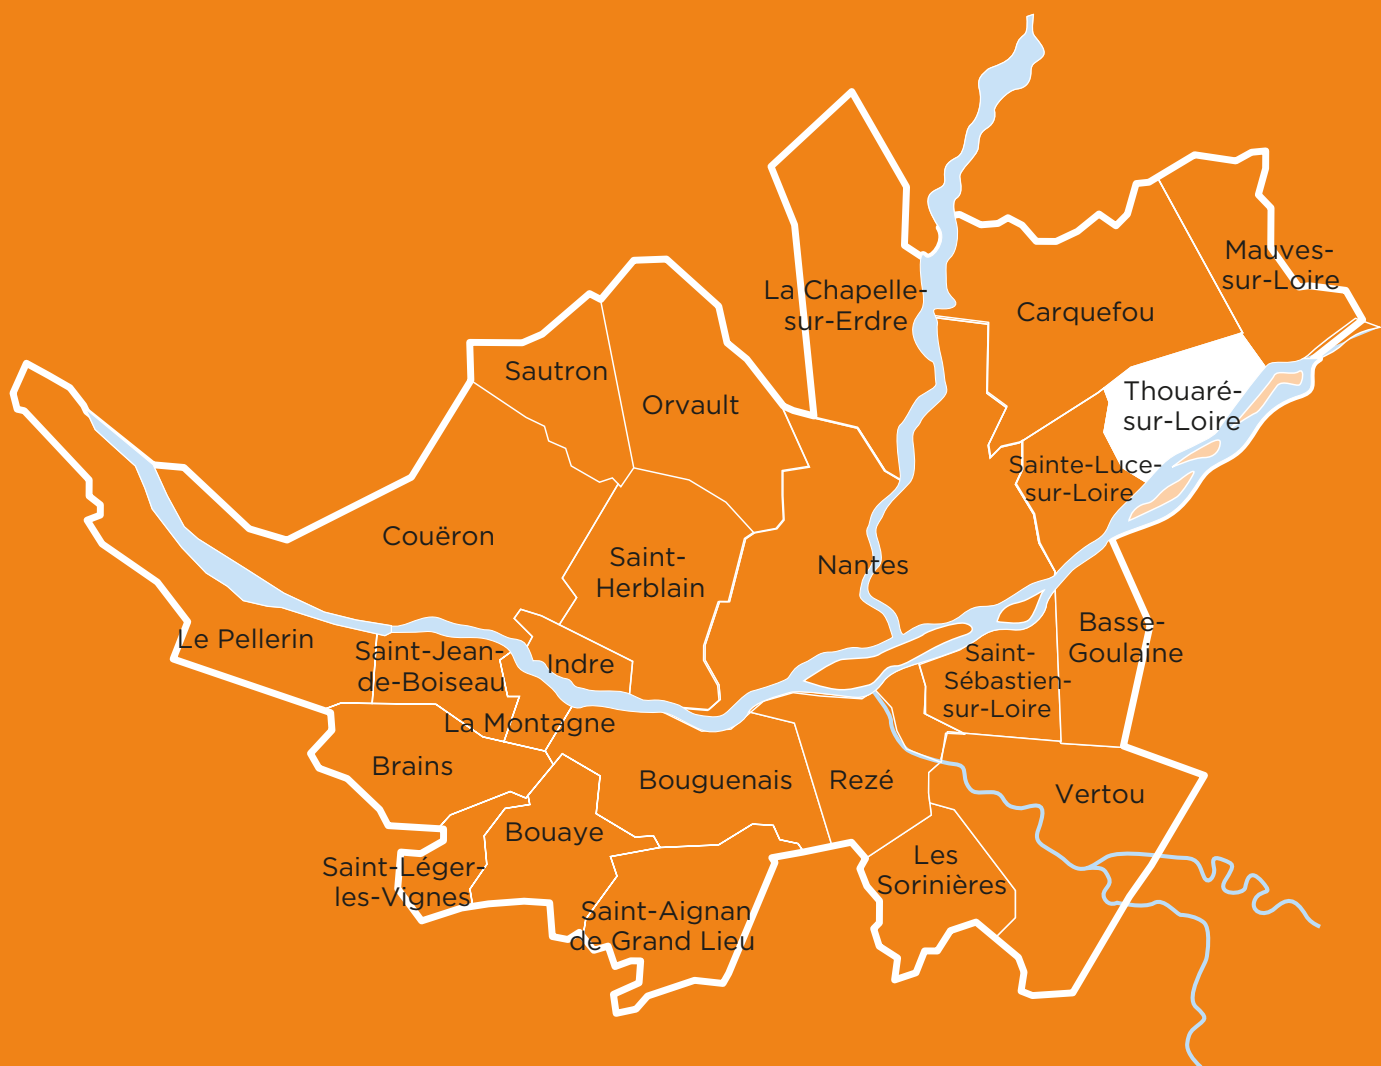 Mauves-
sur-Loire
La Chapelle-
sur-Erdre
Carquefou
Sautron
Orvault
Thouaré-
sur-Loire
Sainte-Luce-
sur-Loire
Couëron
Saint-
Herblain
Nantes
Basse-
Goulaine
Le Pellerin
Saint-Jean-
de-Boiseau
Indre
Saint-
Sébastien-
sur-Loire
La Montagne
Brains
Bouguenais
Rezé
Vertou
Bouaye
Les
Sorinières
Saint-Léger-
les-Vignes
Saint-Aignan
de Grand Lieu